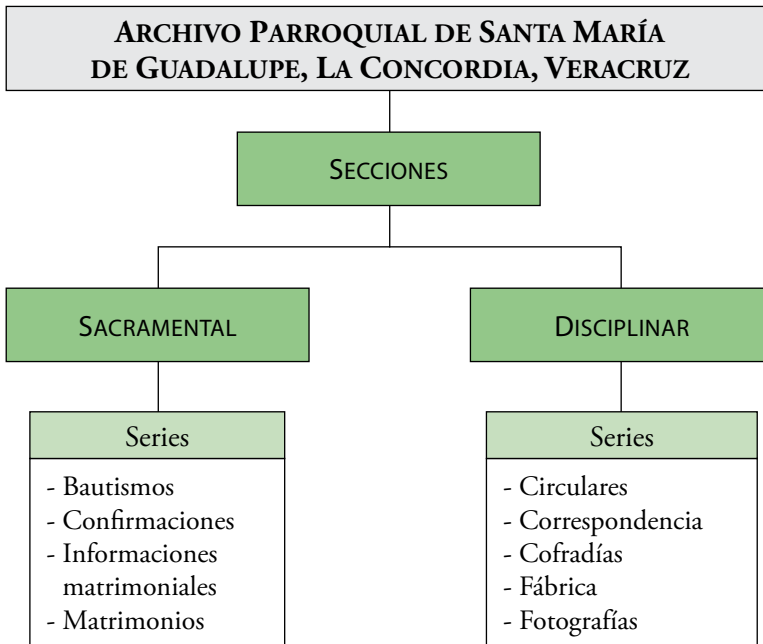 ARCHIVO PARROQUIAL DE SANTA MARÍA
DE GUADALUPE, LA CONCORDIA, VERACRUZ
SECCIONES
SACRAMENTAL
DISCIPLINAR
Series
- Bautismos
- Confirmaciones
- Informaciones
matrimoniales
- Matrimonios
Series
- Circulares
- Correspondencia
- Cofradías
- Fábrica
- Fotografías